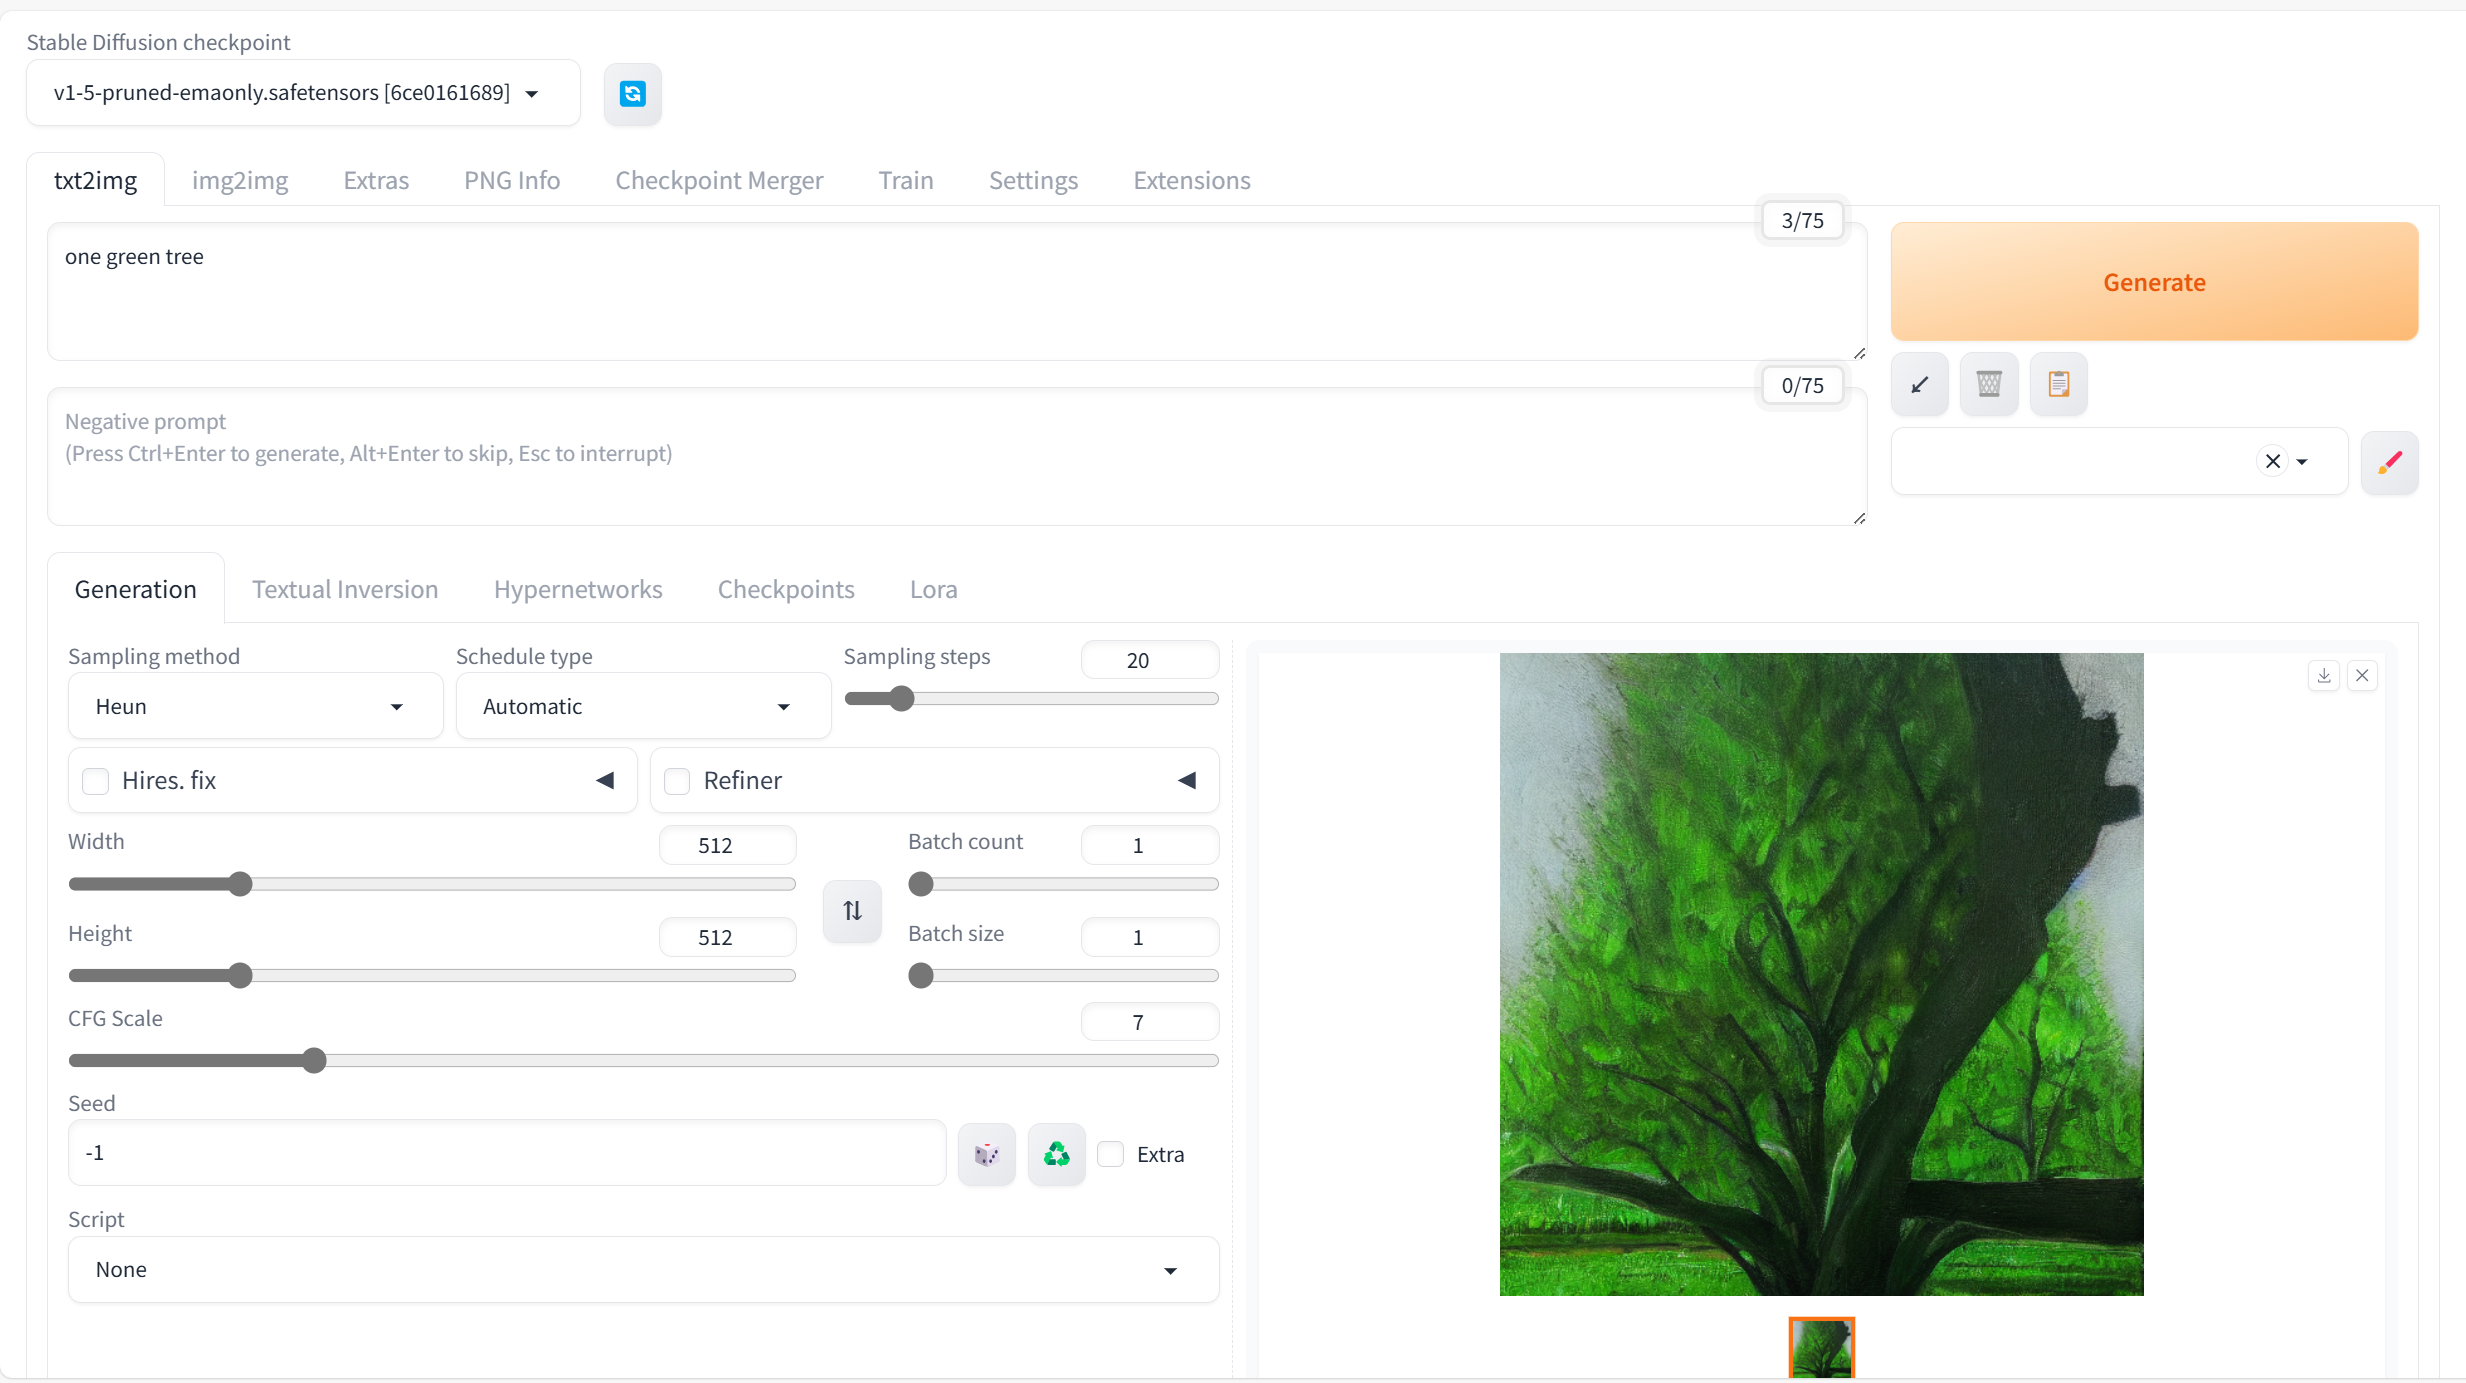 Stable Diffusion checkpoint
v1-5-pruned-emaonly.safetensors [6ce0161689]
txt2img img2img Extras PNG Info Checkpoint Merger Train Settings Extensions
3/75
one green tree
Generate
0/75
Negative prompt
(Press Ctrl+Enter to generate, Alt+Enter to skip, Esc to interrupt)
Generation Textual Inversion Hypernetworks Checkpoints Lora
Sampling method Schedule type Sampling steps 20
Heun Automatic
Hires. fix Refiner
Width 512 Batch count 1
Height 512 Batch size 1
CFG Scale 7
Seed
-1 Extra
Script
None